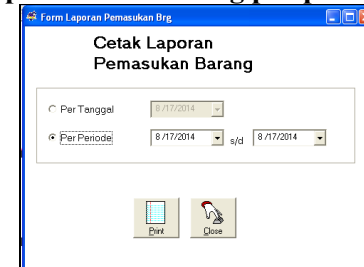 Form Laporan Pemasukan Brg
Cetak Laporan
Pemasukan Barang
Per Tanggal 8 /17/2014
Per Periode 8 /17/2014 s/d 8 /17/2014
Print Close